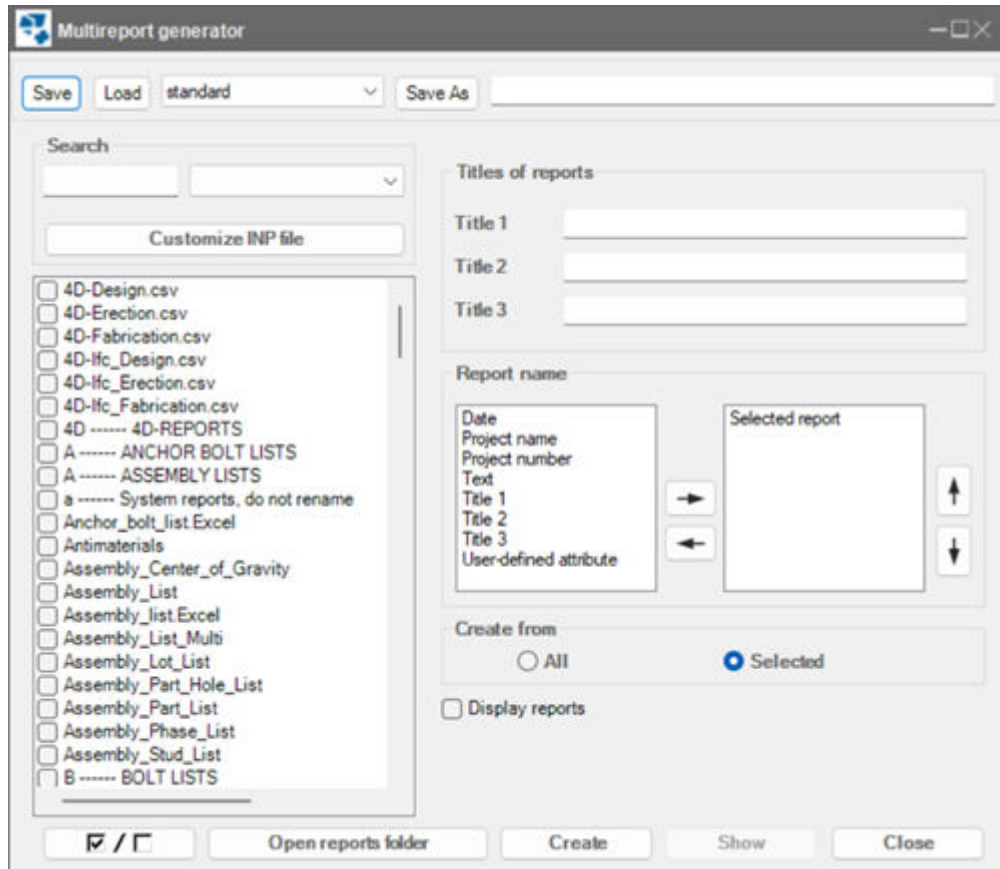 Multireport generator
Save Load standard Save As
Search
Customize INP file
4D-Design.csv
4D-Erection.csv
4D-Fabrication.csv
4D-Ifc_Design.csv
4D-Ifc_Erection.csv
4D-Ifc_Fabrication.csv
4D ------ 4D-REPORTS
A ------ ANCHOR BOLT LISTS
A ------ ASSEMBLY LISTS
a ------ System reports, do not rename
Anchor_bolt_list.Excel
Antimaterials
Assembly_Center_of_Gravity
Assembly_List
Assembly_list.Excel
Assembly_List_Multi
Assembly_Lot_List
Assembly_Part_Hole_List
Assembly_Part_List
Assembly_Phase_List
Assembly_Stud_List
B ------ BOLT LISTS
Titles of reports
Title 1
Title 2
Title 3
Report name
Date
Project name
Project number
Text
Title 1
Title 2
Title 3
User-defined attribute
Selected report
Create from
All Selected
Display reports
/ Open reports folder Create Show Close